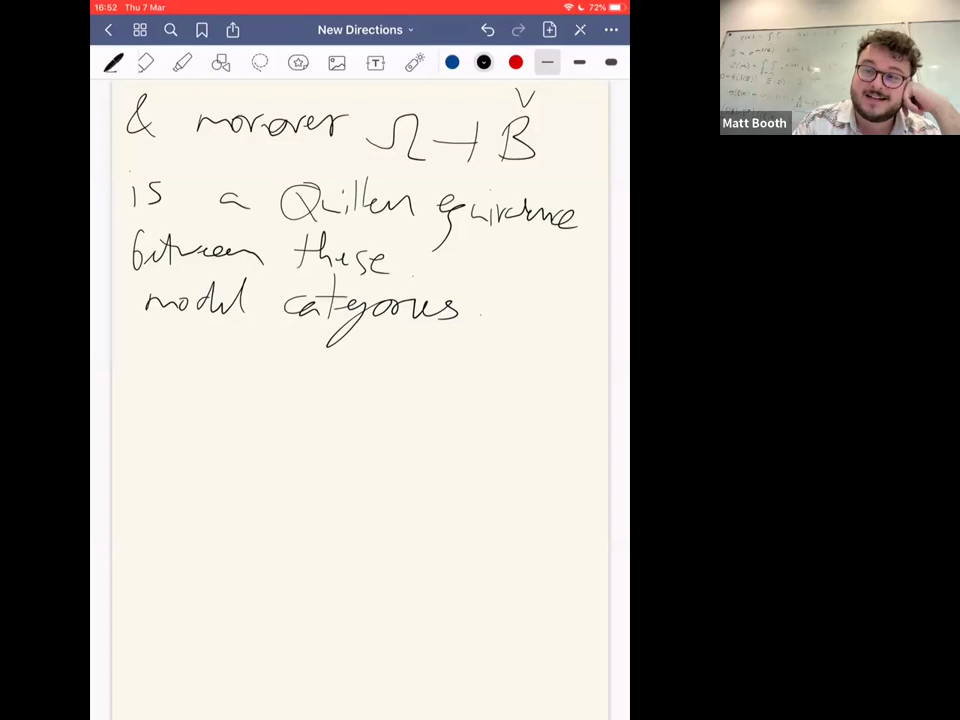 16:52 Thu 7 Mar
72%
New Directions
& moreover Ω ⊣ B̌
is a Quillen equivalence
between these
model categories.
Matt Booth